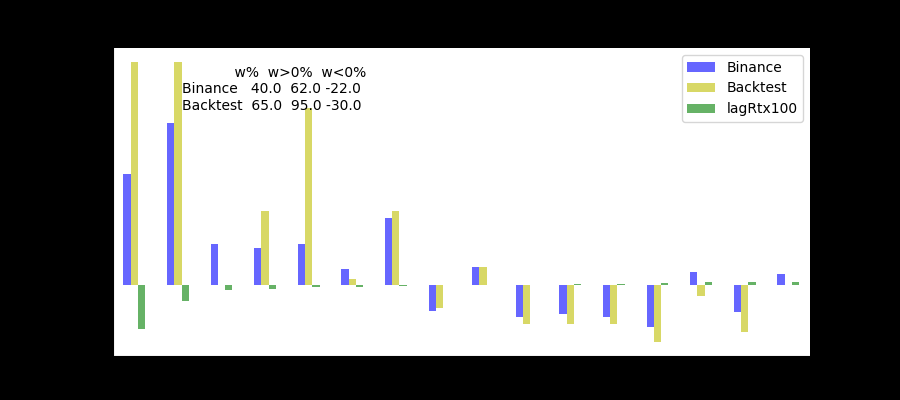 w%  w>0%  w<0%
Binance   40.0  62.0 -22.0
Backtest  65.0  95.0 -30.0
Binance
Backtest
lagRtx100